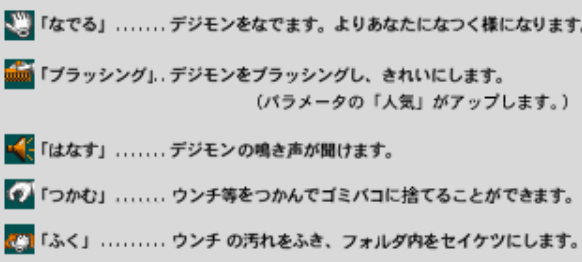 「なでる」.......デジモンをなでます。よりあなたになつく様になります。
「ブラッシング」..デジモンをブラッシングし、きれいにします。
（パラメータの「人気」がアップします。）
「はなす」.......デジモンの鳴き声が聞けます。
「つかむ」.......ウンチ等をつかんでゴミバコに捨てることができます。
「ふく」.........ウンチの汚れをふき、フォルダ内をセイケツにします。